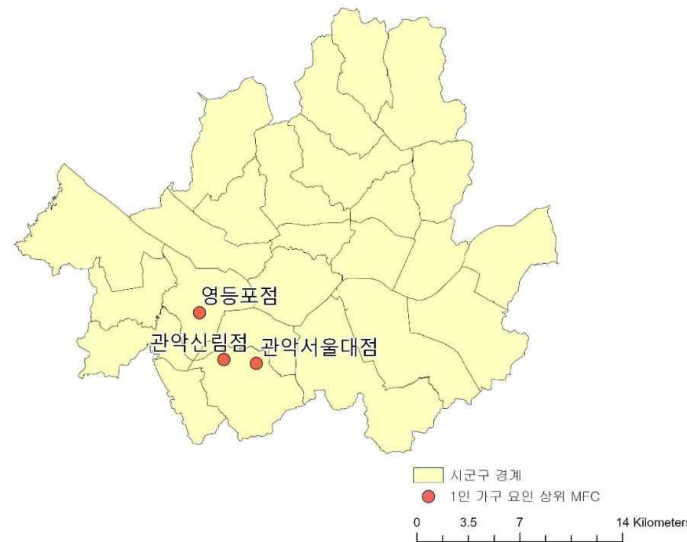 영등포점
관악신림점
관악서울대점
시군구 경계
1인 가구 요인 상위 MFC
0 3.5 7 14 Kilometers